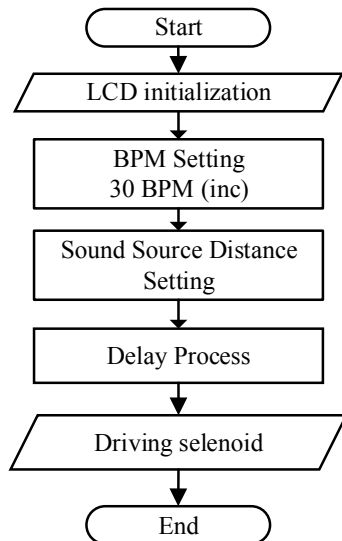 Start
LCD initialization
BPM Setting
30 BPM (inc)
Sound Source Distance
Setting
Delay Process
Driving selenoid
End